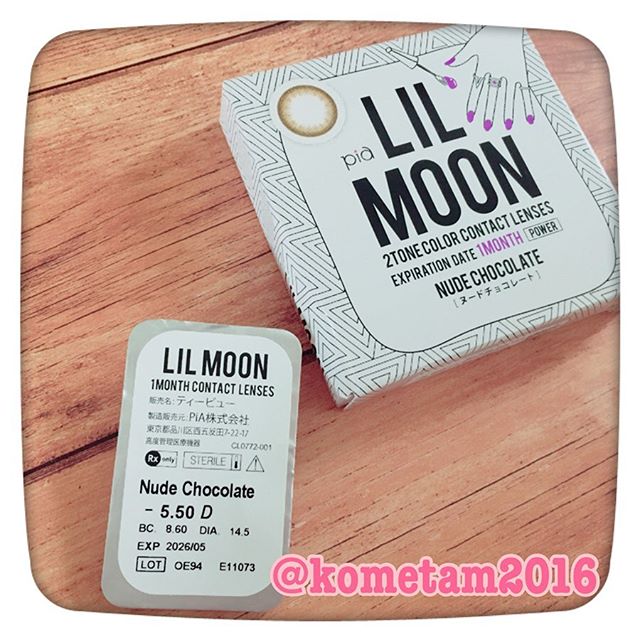 pià
LIL
MOON
2TONE COLOR CONTACT LENSES
EXPIRATION DATE 1MONTH POWER
NUDE CHOCOLATE
[ヌードチョコレート]
LIL MOON
1MONTH CONTACT LENSES
販売名: ティービュー
製造販売元: PiA株式会社
東京都品川区西五反田7-22-17
高度管理医療機器 CL0772-001
Rx only STERILE
Nude Chocolate
- 5.50 D
BC. 8.60 DIA. 14.5
EXP 2026/05
LOT OE94 E11073
@kometam2016